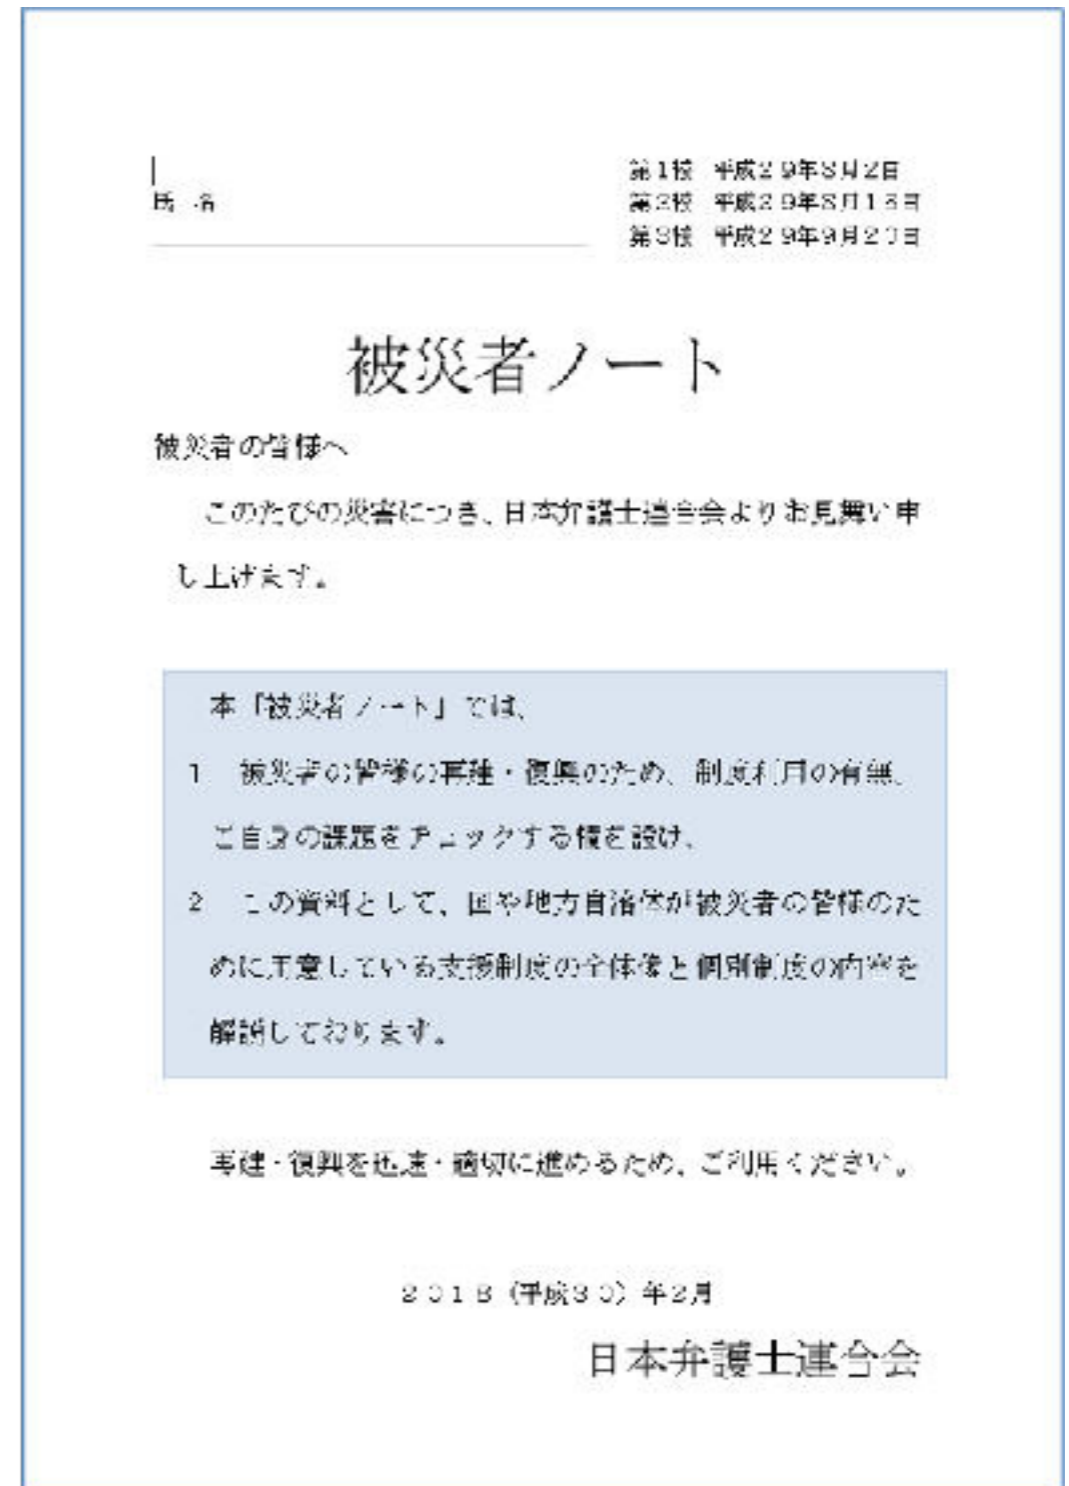 氏 名
第1稿 平成29年8月2日
第2稿 平成29年8月18日
第3稿 平成29年9月20日
被災者ノート
被災者の皆様へ
このたびの災害につき、日本弁護士連合会よりお見舞い申
し上げます。
本「被災者ノート」では、
1 被災者の皆様の再建・復興のため、制度利用の有無、
ご自身の課題をチェックする欄を設け、
2 この資料として、国や地方自治体が被災者の皆様のた
めに用意している支援制度の全体像と個別制度の内容を
解説しております。
再建・復興を迅速・適切に進めるため、ご利用ください。
2018(平成30)年2月
日本弁護士連合会